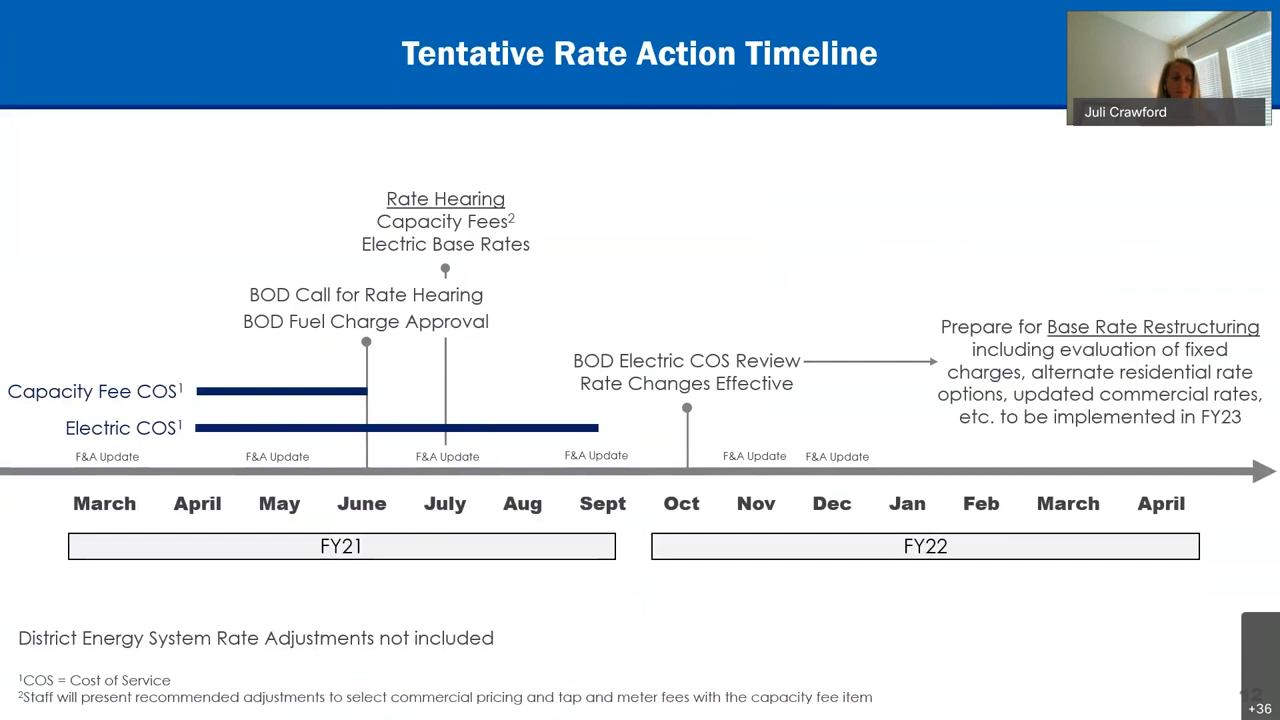 Tentative Rate Action Timeline
Juli Crawford
Rate Hearing
Capacity Fees²
Electric Base Rates
BOD Call for Rate Hearing
BOD Fuel Charge Approval
BOD Electric COS Review
Rate Changes Effective
Prepare for Base Rate Restructuring
including evaluation of fixed
charges, alternate residential rate
options, updated commercial rates,
etc. to be implemented in FY23
Capacity Fee COS¹
Electric COS¹
F&A Update F&A Update F&A Update F&A Update F&A Update F&A Update
March April May June July Aug Sept Oct Nov Dec Jan Feb March April
FY21 FY22
District Energy System Rate Adjustments not included
¹COS = Cost of Service
²Staff will present recommended adjustments to select commercial pricing and tap and meter fees with the capacity fee item
12
+36